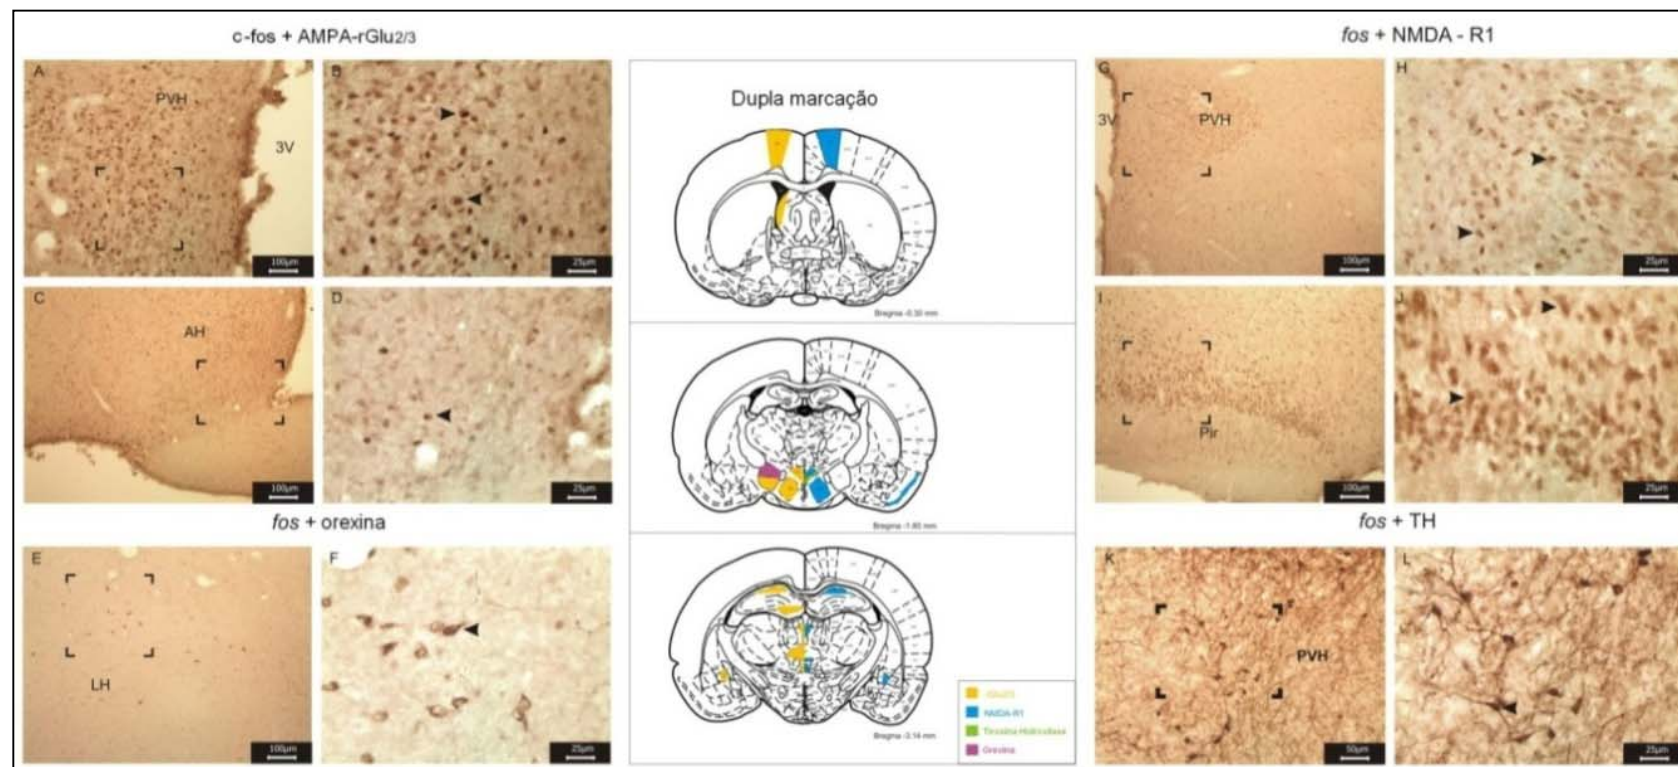 c-fos + AMPA-rGlu2/3
A
PVH
3V
100µm
B
25µm
C
AH
100µm
D
25µm
fos + orexina
E
LH
100µm
F
25µm
Dupla marcação
Bregma -0.30 mm
Bregma -1.80 mm
Bregma -3.14 mm
NMDA-R1
Tirosina Hidroxilase
Orexina
fos + NMDA - R1
G
3V
PVH
100µm
H
25µm
I
Pir
100µm
J
25µm
fos + TH
K
PVH
50µm
L
25µm